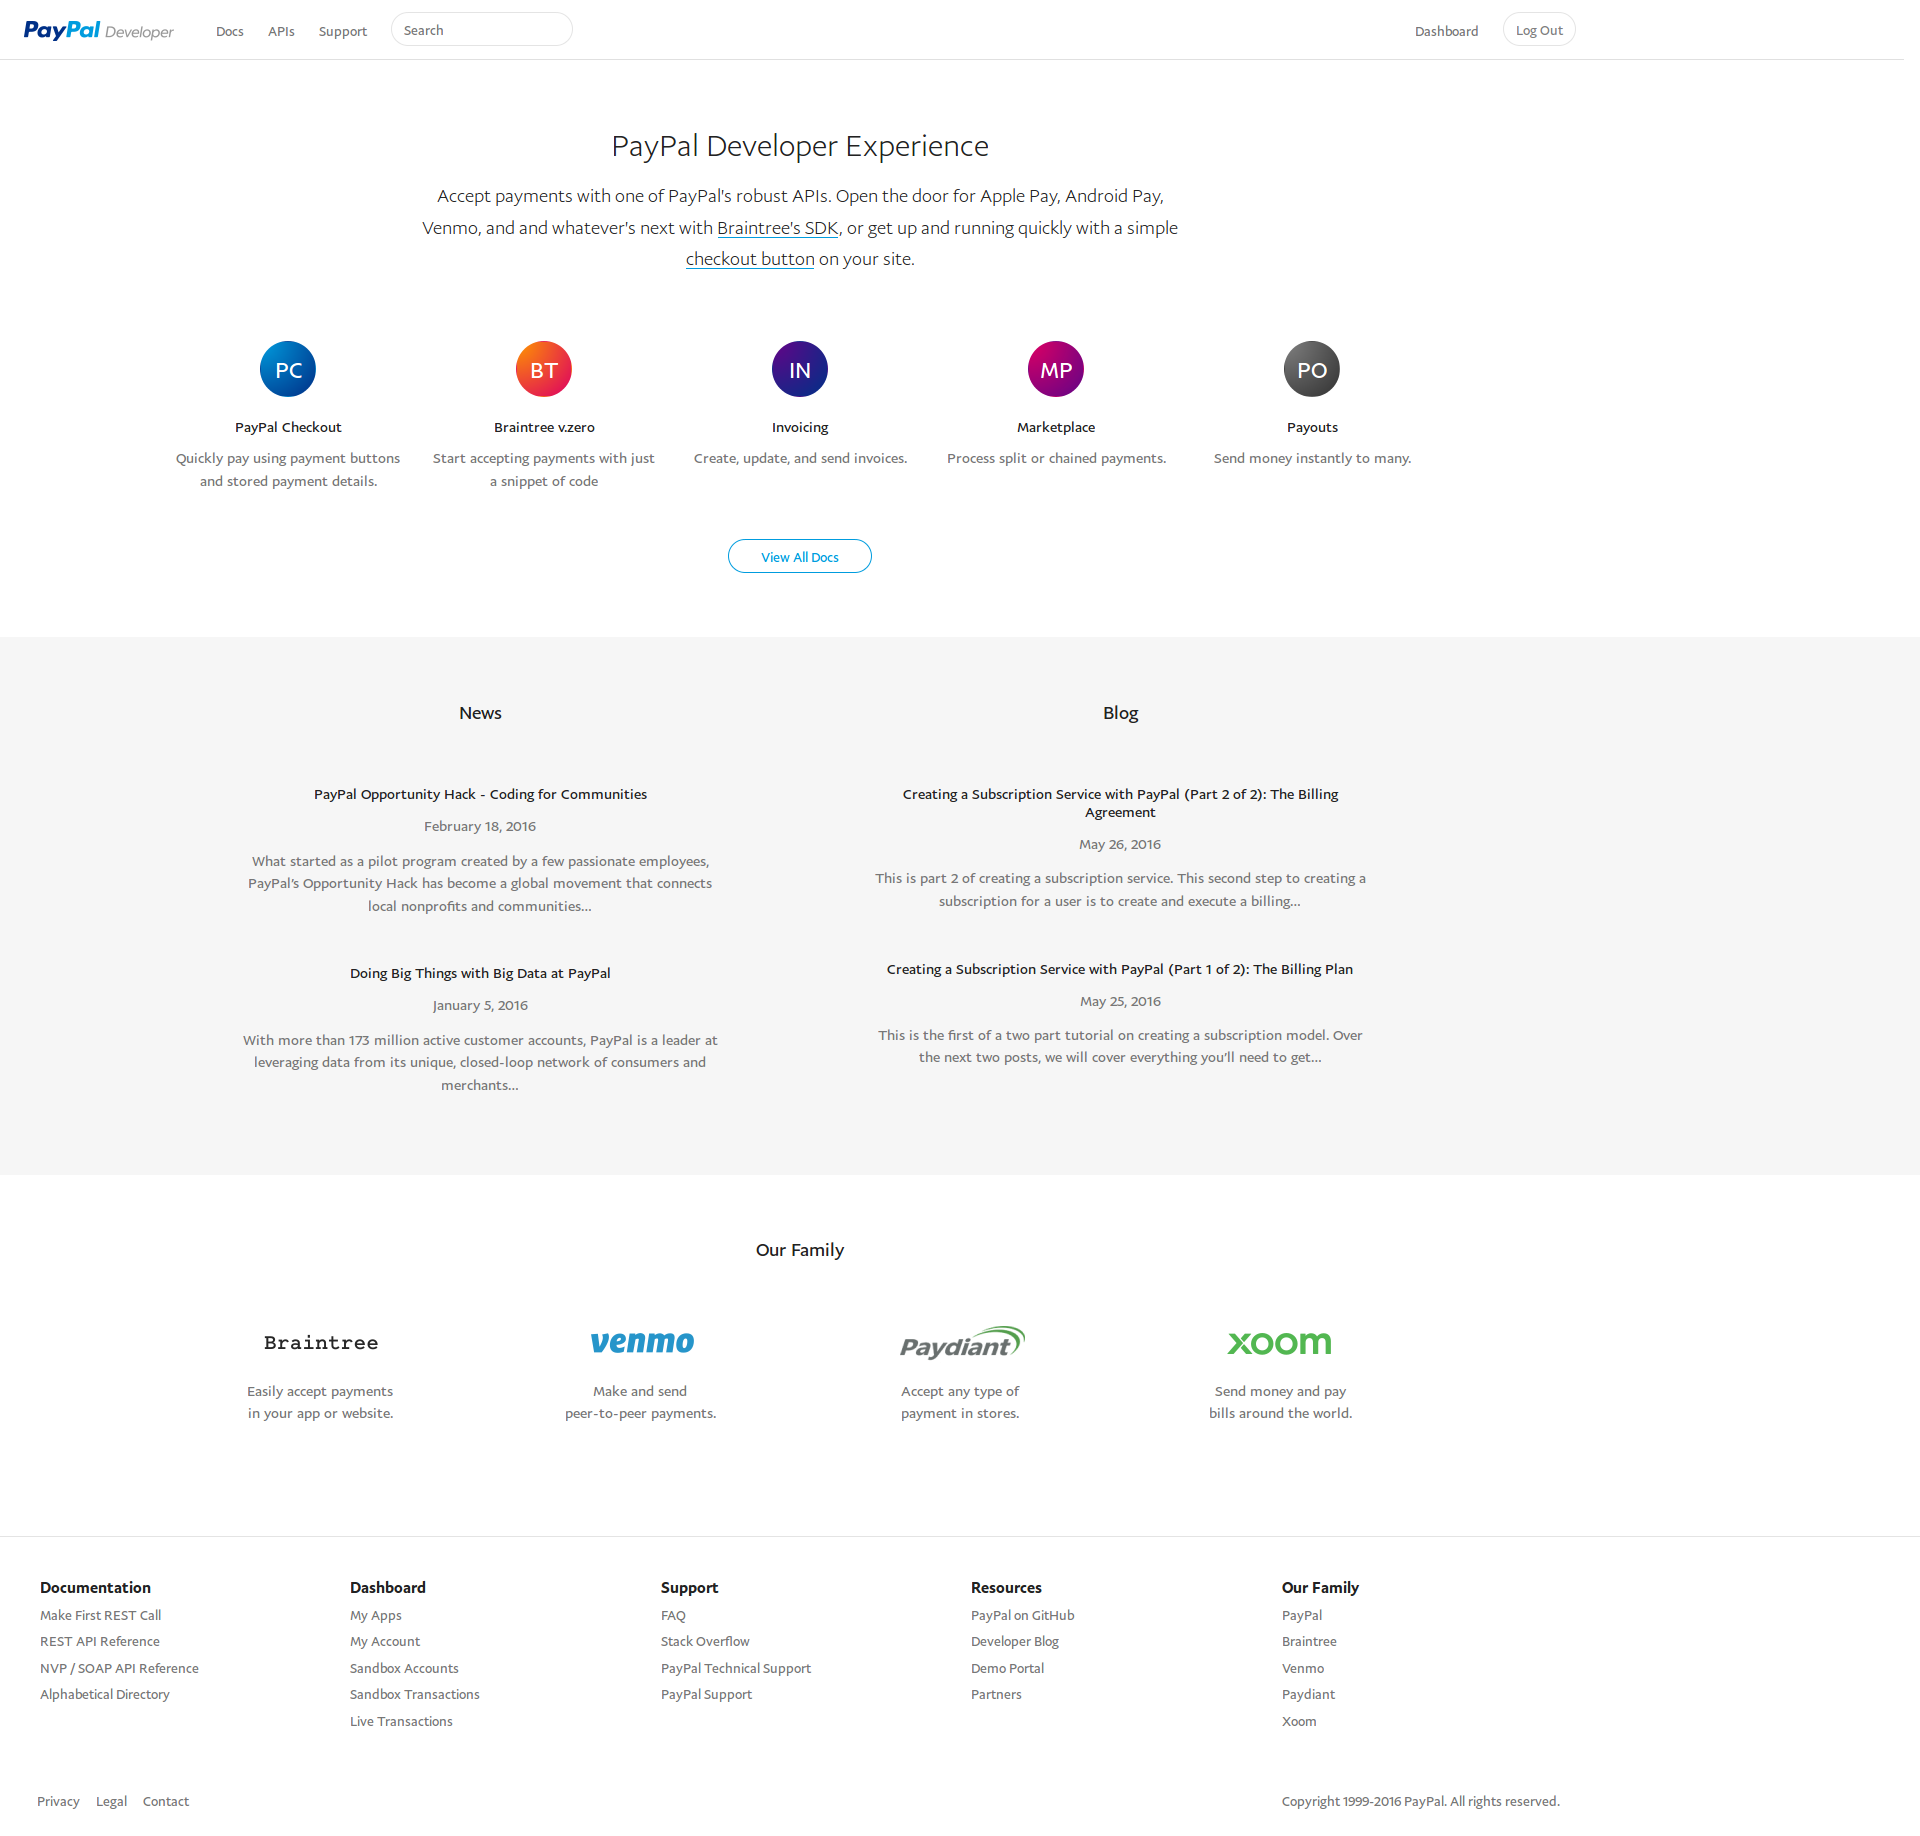 PayPal Developer
Docs
APIs
Support
Search
Dashboard
Log Out
PayPal Developer Experience
Accept payments with one of PayPal's robust APIs. Open the door for Apple Pay, Android Pay,
Venmo, and and whatever's next with Braintree's SDK, or get up and running quickly with a simple
checkout button on your site.
PC
PayPal Checkout
Quickly pay using payment buttons
and stored payment details.
BT
Braintree v.zero
Start accepting payments with just
a snippet of code
IN
Invoicing
Create, update, and send invoices.
MP
Marketplace
Process split or chained payments.
PO
Payouts
Send money instantly to many.
View All Docs
News
PayPal Opportunity Hack - Coding for Communities
February 18, 2016
What started as a pilot program created by a few passionate employees,
PayPal's Opportunity Hack has become a global movement that connects
local nonprofits and communities...
Doing Big Things with Big Data at PayPal
January 5, 2016
With more than 173 million active customer accounts, PayPal is a leader at
leveraging data from its unique, closed-loop network of consumers and
merchants...
Blog
Creating a Subscription Service with PayPal (Part 2 of 2): The Billing
Agreement
May 26, 2016
This is part 2 of creating a subscription service. This second step to creating a
subscription for a user is to create and execute a billing...
Creating a Subscription Service with PayPal (Part 1 of 2): The Billing Plan
May 25, 2016
This is the first of a two part tutorial on creating a subscription model. Over
the next two posts, we will cover everything you'll need to get...
Our Family
Braintree
Easily accept payments
in your app or website.
venmo
Make and send
peer-to-peer payments.
Paydiant
Accept any type of
payment in stores.
xoom
Send money and pay
bills around the world.
Documentation
Make First REST Call
REST API Reference
NVP / SOAP API Reference
Alphabetical Directory
Dashboard
My Apps
My Account
Sandbox Accounts
Sandbox Transactions
Live Transactions
Support
FAQ
Stack Overflow
PayPal Technical Support
PayPal Support
Resources
PayPal on GitHub
Developer Blog
Demo Portal
Partners
Our Family
PayPal
Braintree
Venmo
Paydiant
Xoom
Privacy
Legal
Contact
Copyright 1999-2016 PayPal. All rights reserved.